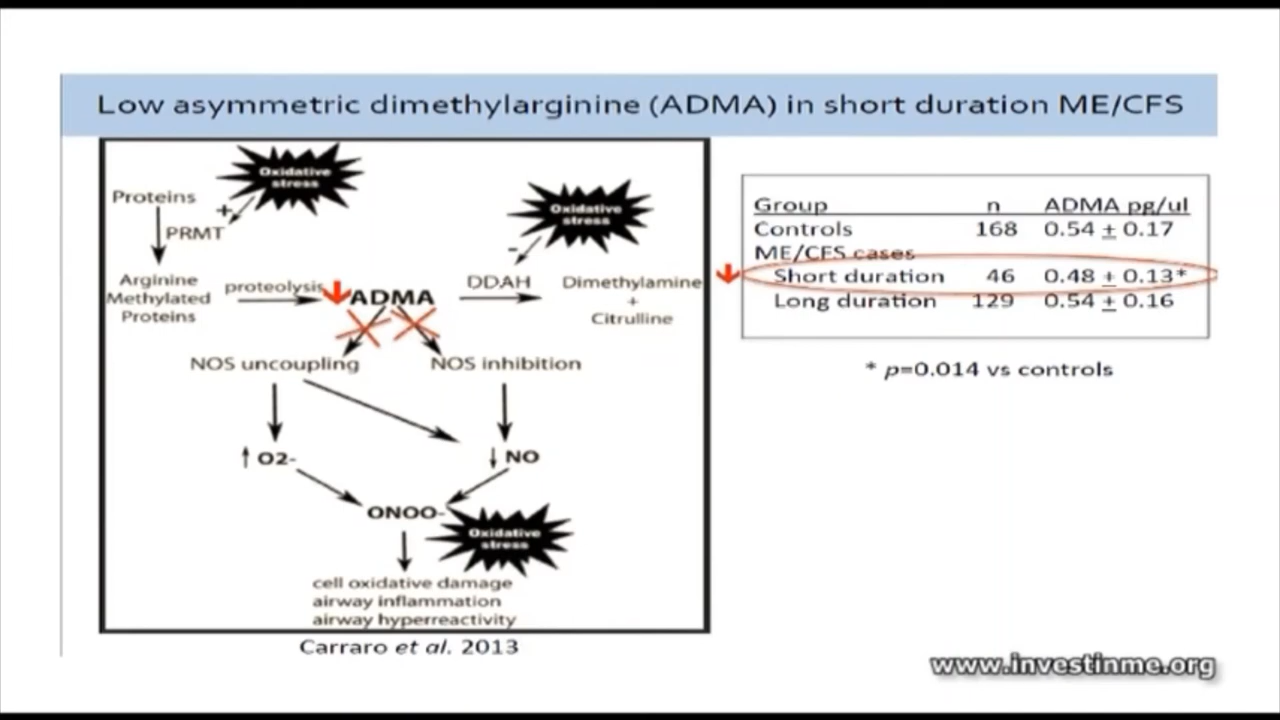 Low asymmetric dimethylarginine (ADMA) in short duration ME/CFS
Oxidative
stress
Proteins
+
PRMT
Oxidative
stress
-
Arginine
Methylated
Proteins
proteolysis
ADMA
DDAH
Dimethylamine
+
Citrulline
NOS uncoupling
NOS inhibition
↑ O2-
↓ NO
ONOO-
Oxidative
stress
cell oxidative damage
airway inflammation
airway hyperreactivity
Carraro et al. 2013
Group n ADMA pg/ul
Controls 168 0.54 ± 0.17
ME/CFS cases
Short duration 46 0.48 ± 0.13*
Long duration 129 0.54 ± 0.16
* p=0.014 vs controls
www.investinme.org